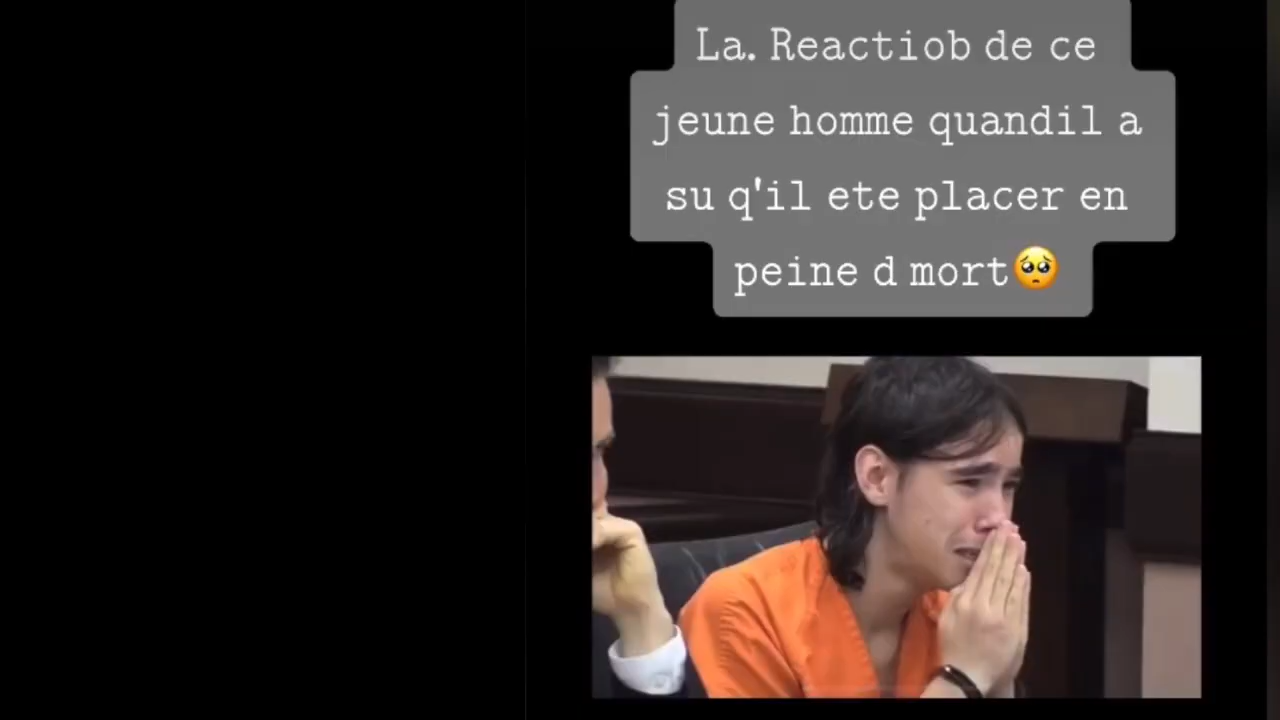 La. Reactiob de ce
jeune homme quandil a
su q'il ete placer en
peine d mort🥺